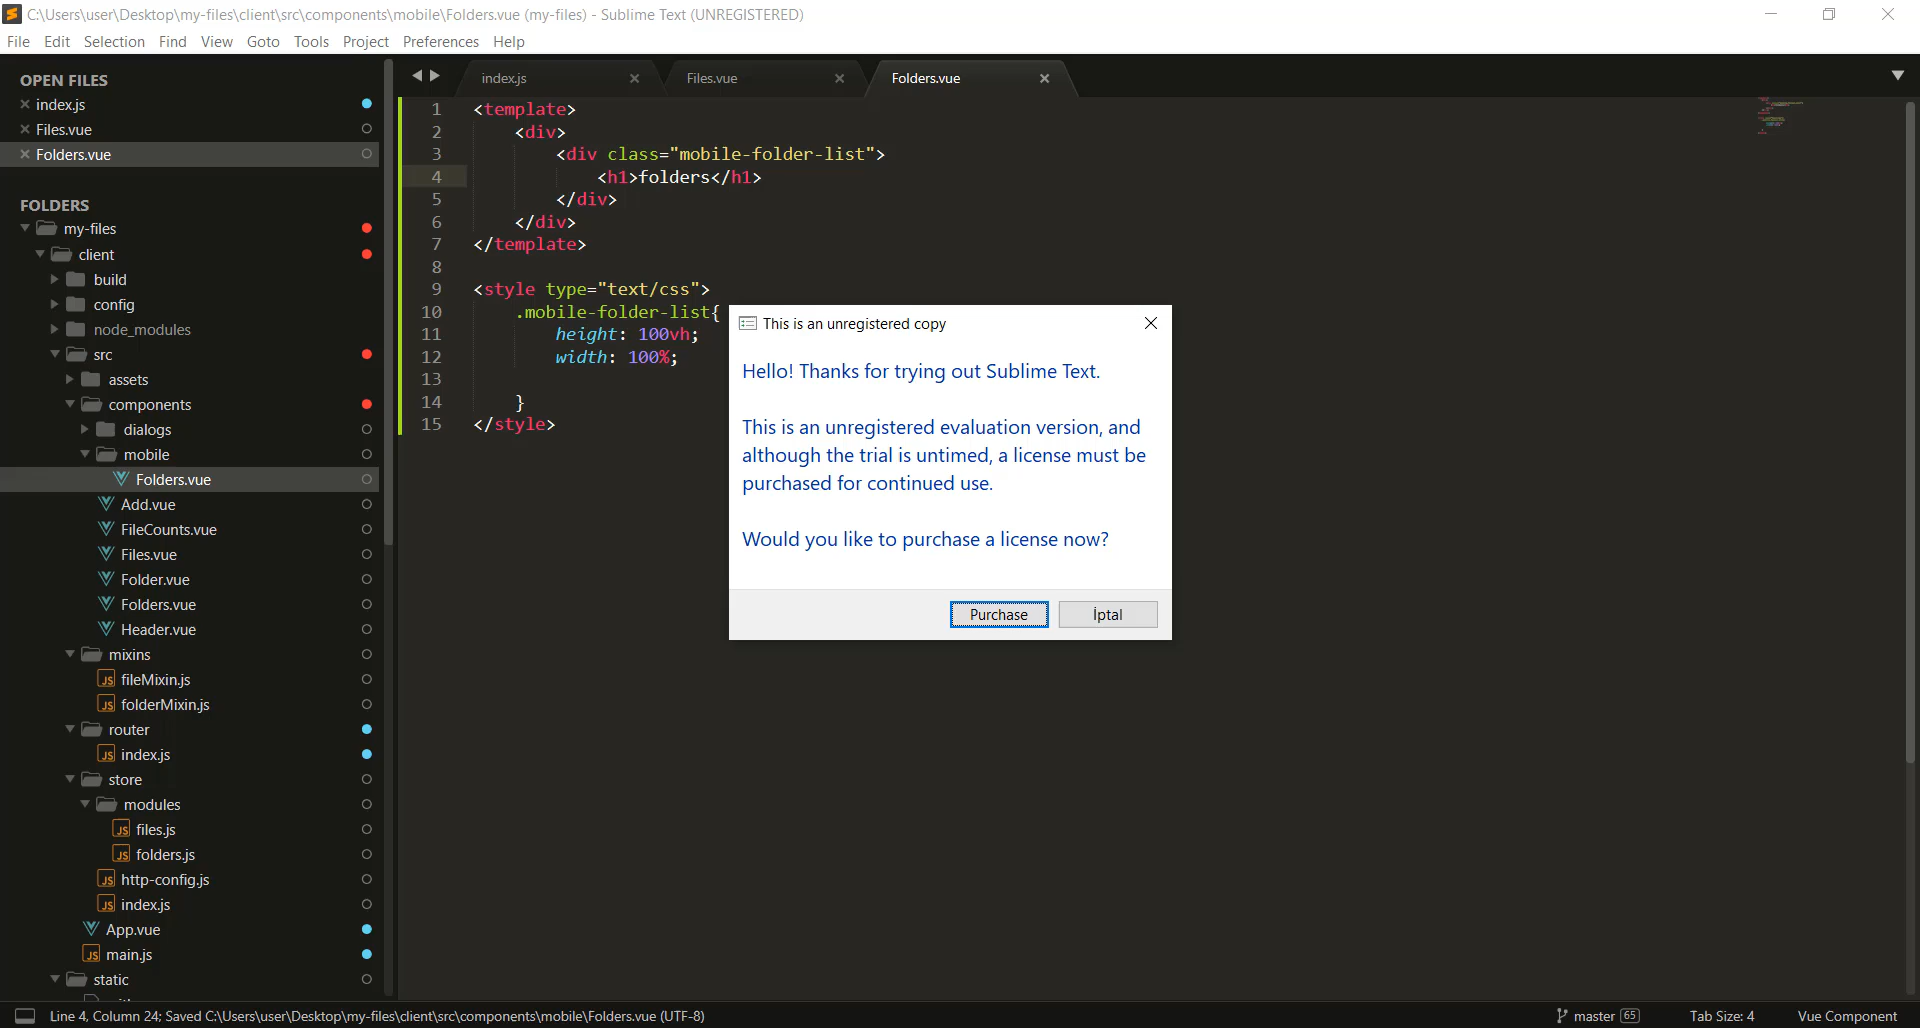 C:\Users\user\Desktop\my-files\client\src\components\mobile\Folders.vue (my-files) - Sublime Text (UNREGISTERED)
File Edit Selection Find View Goto Tools Project Preferences Help
OPEN FILES
index.js
Files.vue
Folders.vue
FOLDERS
my-files
client
build
config
node_modules
src
assets
components
dialogs
mobile
Folders.vue
Add.vue
FileCounts.vue
Files.vue
Folder.vue
Folders.vue
Header.vue
mixins
JS fileMixin.js
JS folderMixin.js
router
JS index.js
store
modules
JS files.js
JS folders.js
JS http-config.js
JS index.js
App.vue
JS main.js
static
index.js Files.vue Folders.vue
1 <template>
2 <div>
3 <div class="mobile-folder-list">
4 <h1>folders</h1>
5 </div>
6 </div>
7 </template>
8
9 <style type="text/css">
10 .mobile-folder-list{
11 height: 100vh;
12 width: 100%;
13
14 }
15 </style>
This is an unregistered copy
Hello! Thanks for trying out Sublime Text.
This is an unregistered evaluation version, and
although the trial is untimed, a license must be
purchased for continued use.
Would you like to purchase a license now?
Purchase İptal
Line 4, Column 24; Saved C:\Users\user\Desktop\my-files\client\src\components\mobile\Folders.vue (UTF-8)
master 65 Tab Size: 4 Vue Component